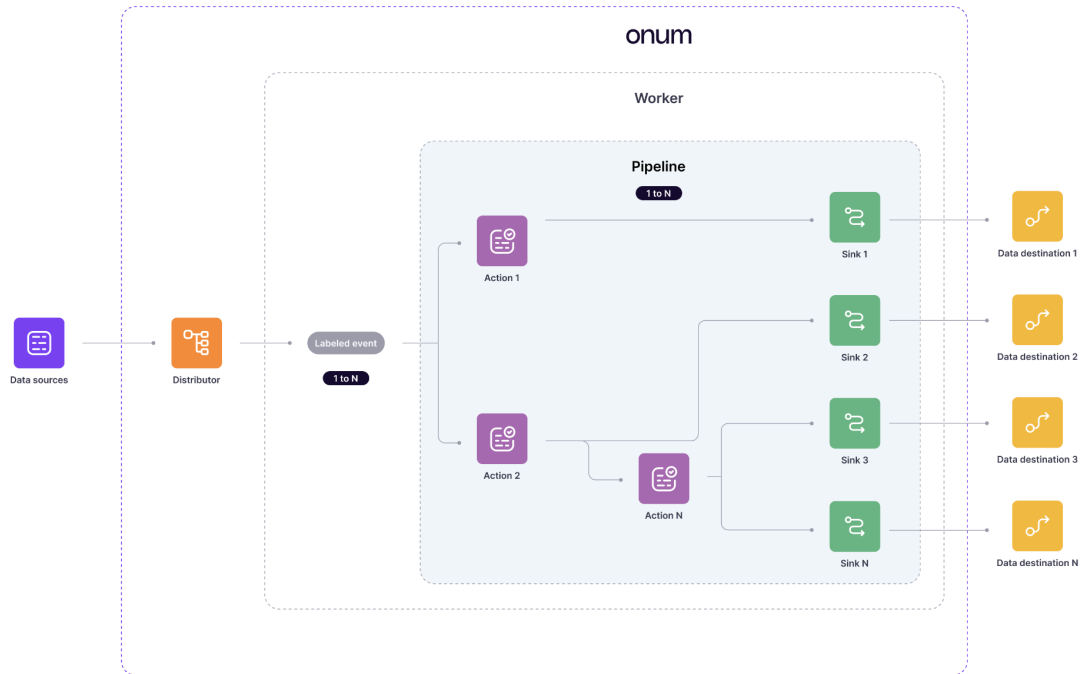 onum
Worker
Pipeline
1 to N
Action 1
Sink 1
Data destination 1
Data sources
Distributor
Labeled event
1 to N
Sink 2
Data destination 2
Action 2
Action N
Sink 3
Data destination 3
Sink N
Data destination N